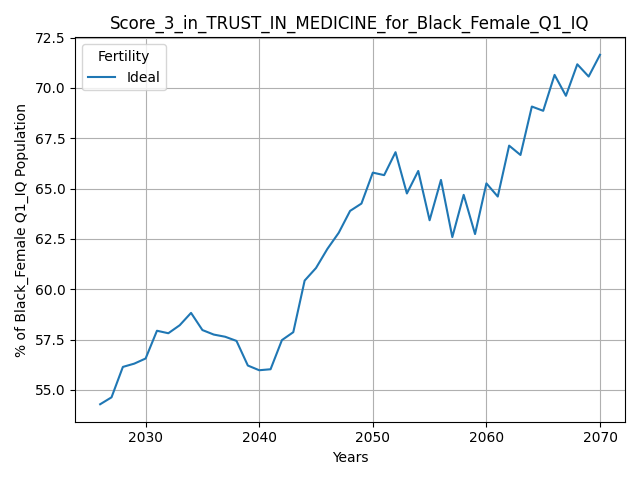 Score_3_in_TRUST_IN_MEDICINE_for_Black_Female_Q1_IQ
Fertility
Ideal
% of Black_Female Q1_IQ Population
72.5
70.0
67.5
65.0
62.5
60.0
57.5
55.0
2030 2040 2050 2060 2070
Years